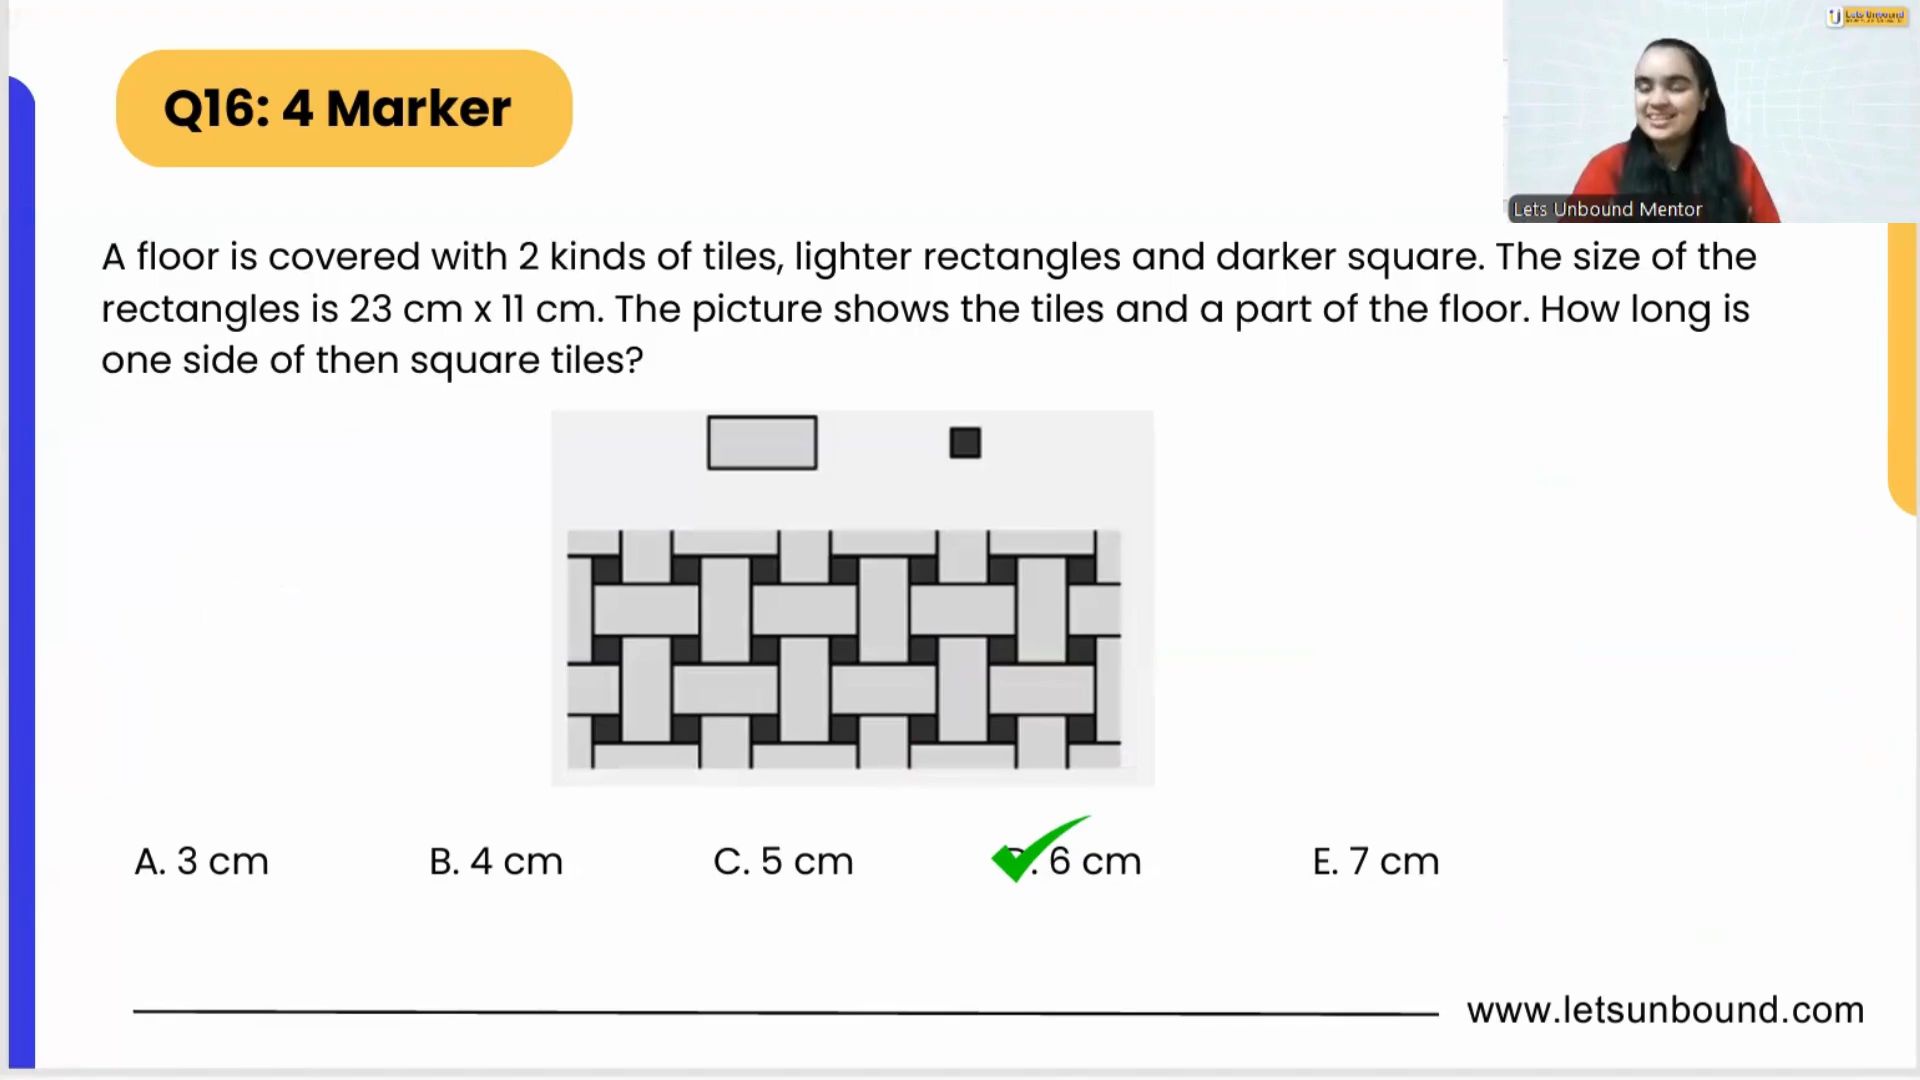 Lets Unbound
Q16: 4 Marker
Lets Unbound Mentor
A floor is covered with 2 kinds of tiles, lighter rectangles and darker square. The size of the
rectangles is 23 cm x 11 cm. The picture shows the tiles and a part of the floor. How long is
one side of then square tiles?
A. 3 cm
B. 4 cm
C. 5 cm
. 6 cm
E. 7 cm
www.letsunbound.com